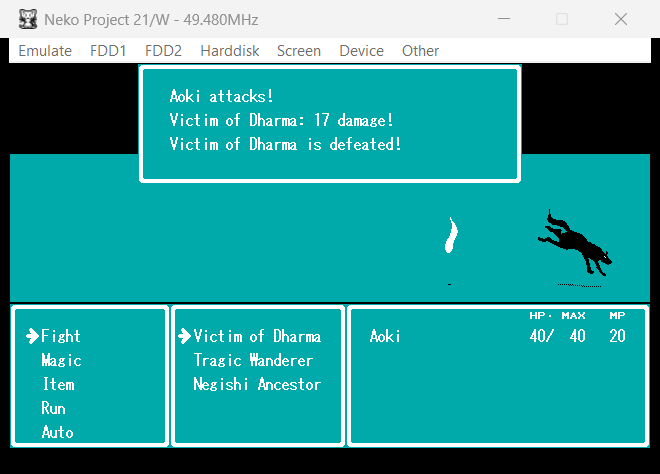 Neko Project 21/W - 49.480MHz
Emulate FDD1 FDD2 Harddisk Screen Device Other
Aoki attacks!
Victim of Dharma: 17 damage!
Victim of Dharma is defeated!
Fight
Magic
Item
Run
Auto
Victim of Dharma
Tragic Wanderer
Negishi Ancestor
HP· MAX MP
Aoki 40/ 40 20